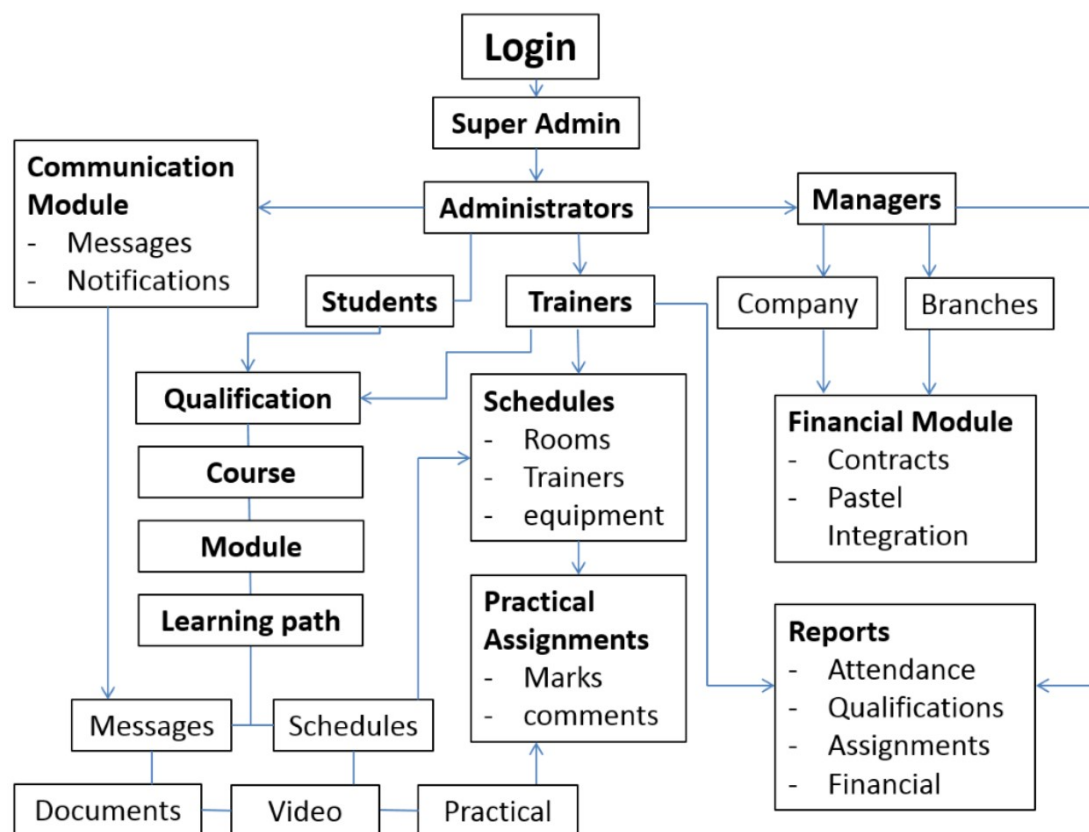 Login
Super Admin
Communication
Module
- Messages
- Notifications
Administrators
Managers
Students
Trainers
Company
Branches
Qualification
Course
Module
Learning path
Schedules
- Rooms
- Trainers
- equipment
Financial Module
- Contracts
- Pastel
Integration
Practical
Assignments
- Marks
- comments
Reports
- Attendance
- Qualifications
- Assignments
- Financial
Messages
Schedules
Documents
Video
Practical